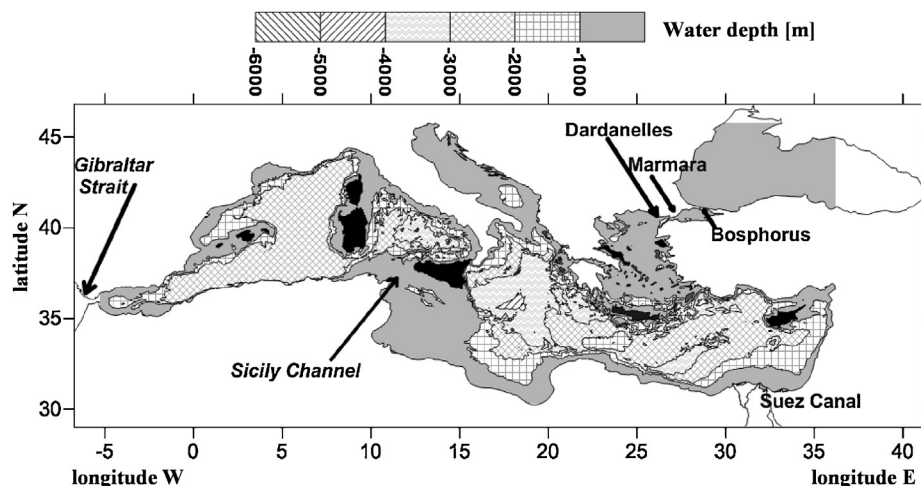 Water depth [m]
-6000
-5000
-4000
-3000
-2000
-1000
45
40
35
30
latitude N
Gibraltar
Strait
Dardanelles
Marmara
Bosphorus
Sicily Channel
Suez Canal
-5
0
5
10
15
20
25
30
35
40
longitude W
longitude E